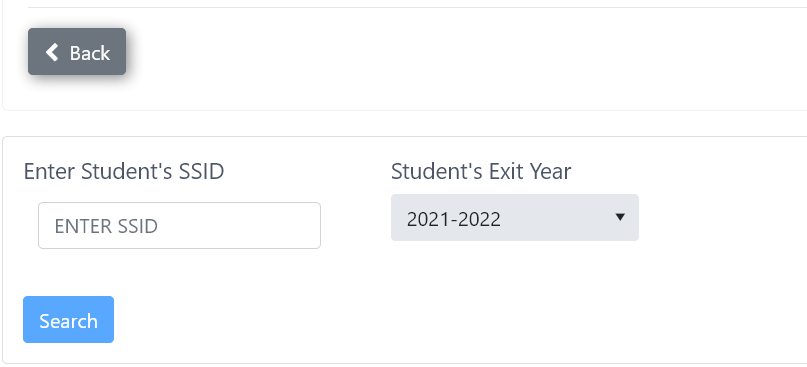 Back
Enter Student's SSID
Student's Exit Year
ENTER SSID
2021-2022
Search